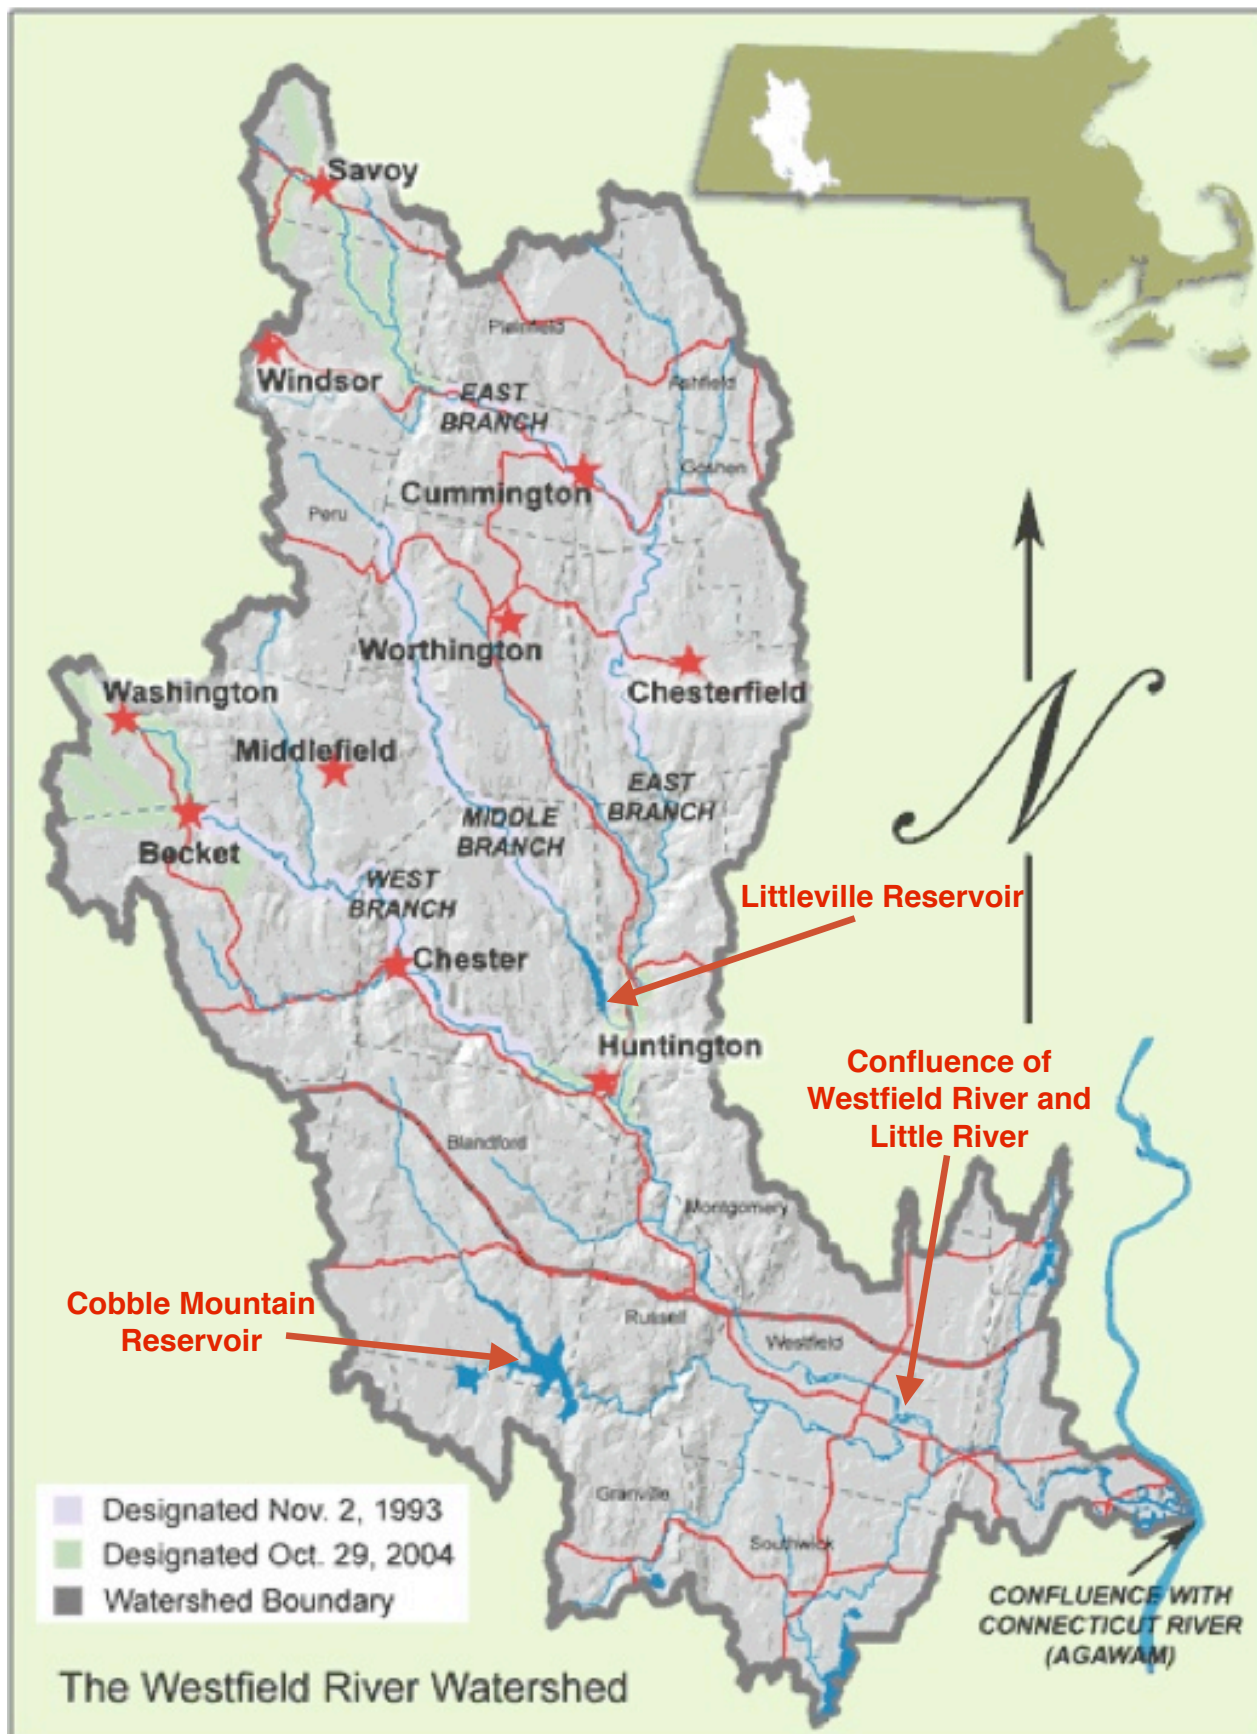 Savoy
Plainfield
Windsor
EAST
BRANCH
Ashfield
Goshen
Cummington
Peru
Worthington
Chesterfield
Washington
Middlefield
EAST
BRANCH
MIDDLE
BRANCH
Becket
WEST
BRANCH
Littleville Reservoir
Chester
N
Huntington
Confluence of
Westfield River and
Little River
Blandford
Montgomery
Cobble Mountain
Reservoir
Russell
Westfield
Granville
Southwick
Designated Nov. 2, 1993
Designated Oct. 29, 2004
Watershed Boundary
CONFLUENCE WITH
CONNECTICUT RIVER
(AGAWAM)
The Westfield River Watershed